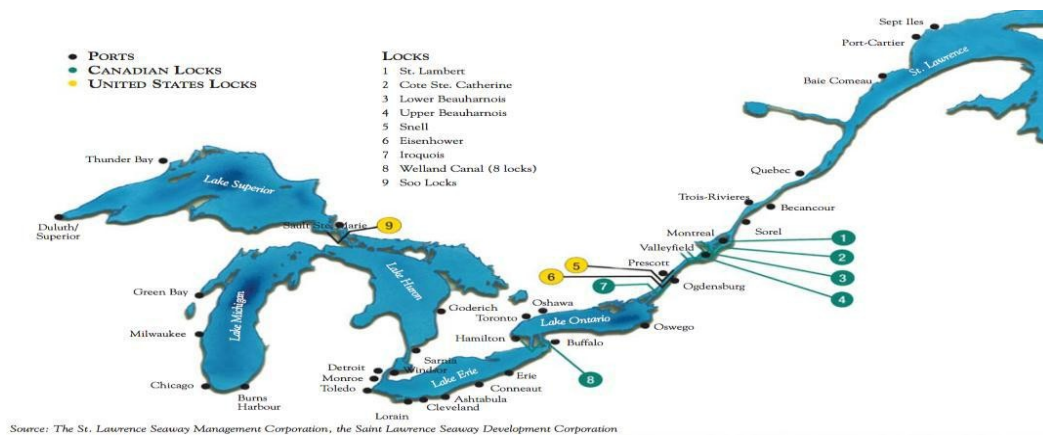 PORTS
CANADIAN LOCKS
UNITED STATES LOCKS
LOCKS
1 St. Lambert
2 Cote Ste. Catherine
3 Lower Beauharnois
4 Upper Beauharnois
5 Snell
6 Eisenhower
7 Iroquois
8 Welland Canal (8 locks)
9 Soo Locks
Sept Iles
Port-Cartier
St. Lawrence
Baie Comeau
Thunder Bay
Lake Superior
Quebec
Trois-Rivieres
Becancour
Duluth/
Superior
Sault Ste. Marie
9
Montreal
Sorel
1
Valleyfield
2
Prescott
5
3
6
7
Ogdensburg
4
Lake Huron
Green Bay
Lake Michigan
Goderich
Oshawa
Toronto
Lake Ontario
Oswego
Milwaukee
Hamilton
Buffalo
Sarnia
Detroit
Windsor
Monroe
Toledo
Lake Erie
Erie
8
Conneaut
Chicago
Burns
Harbour
Ashtabula
Cleveland
Lorain
Source: The St. Lawrence Seaway Management Corporation, the Saint Lawrence Seaway Development Corporation